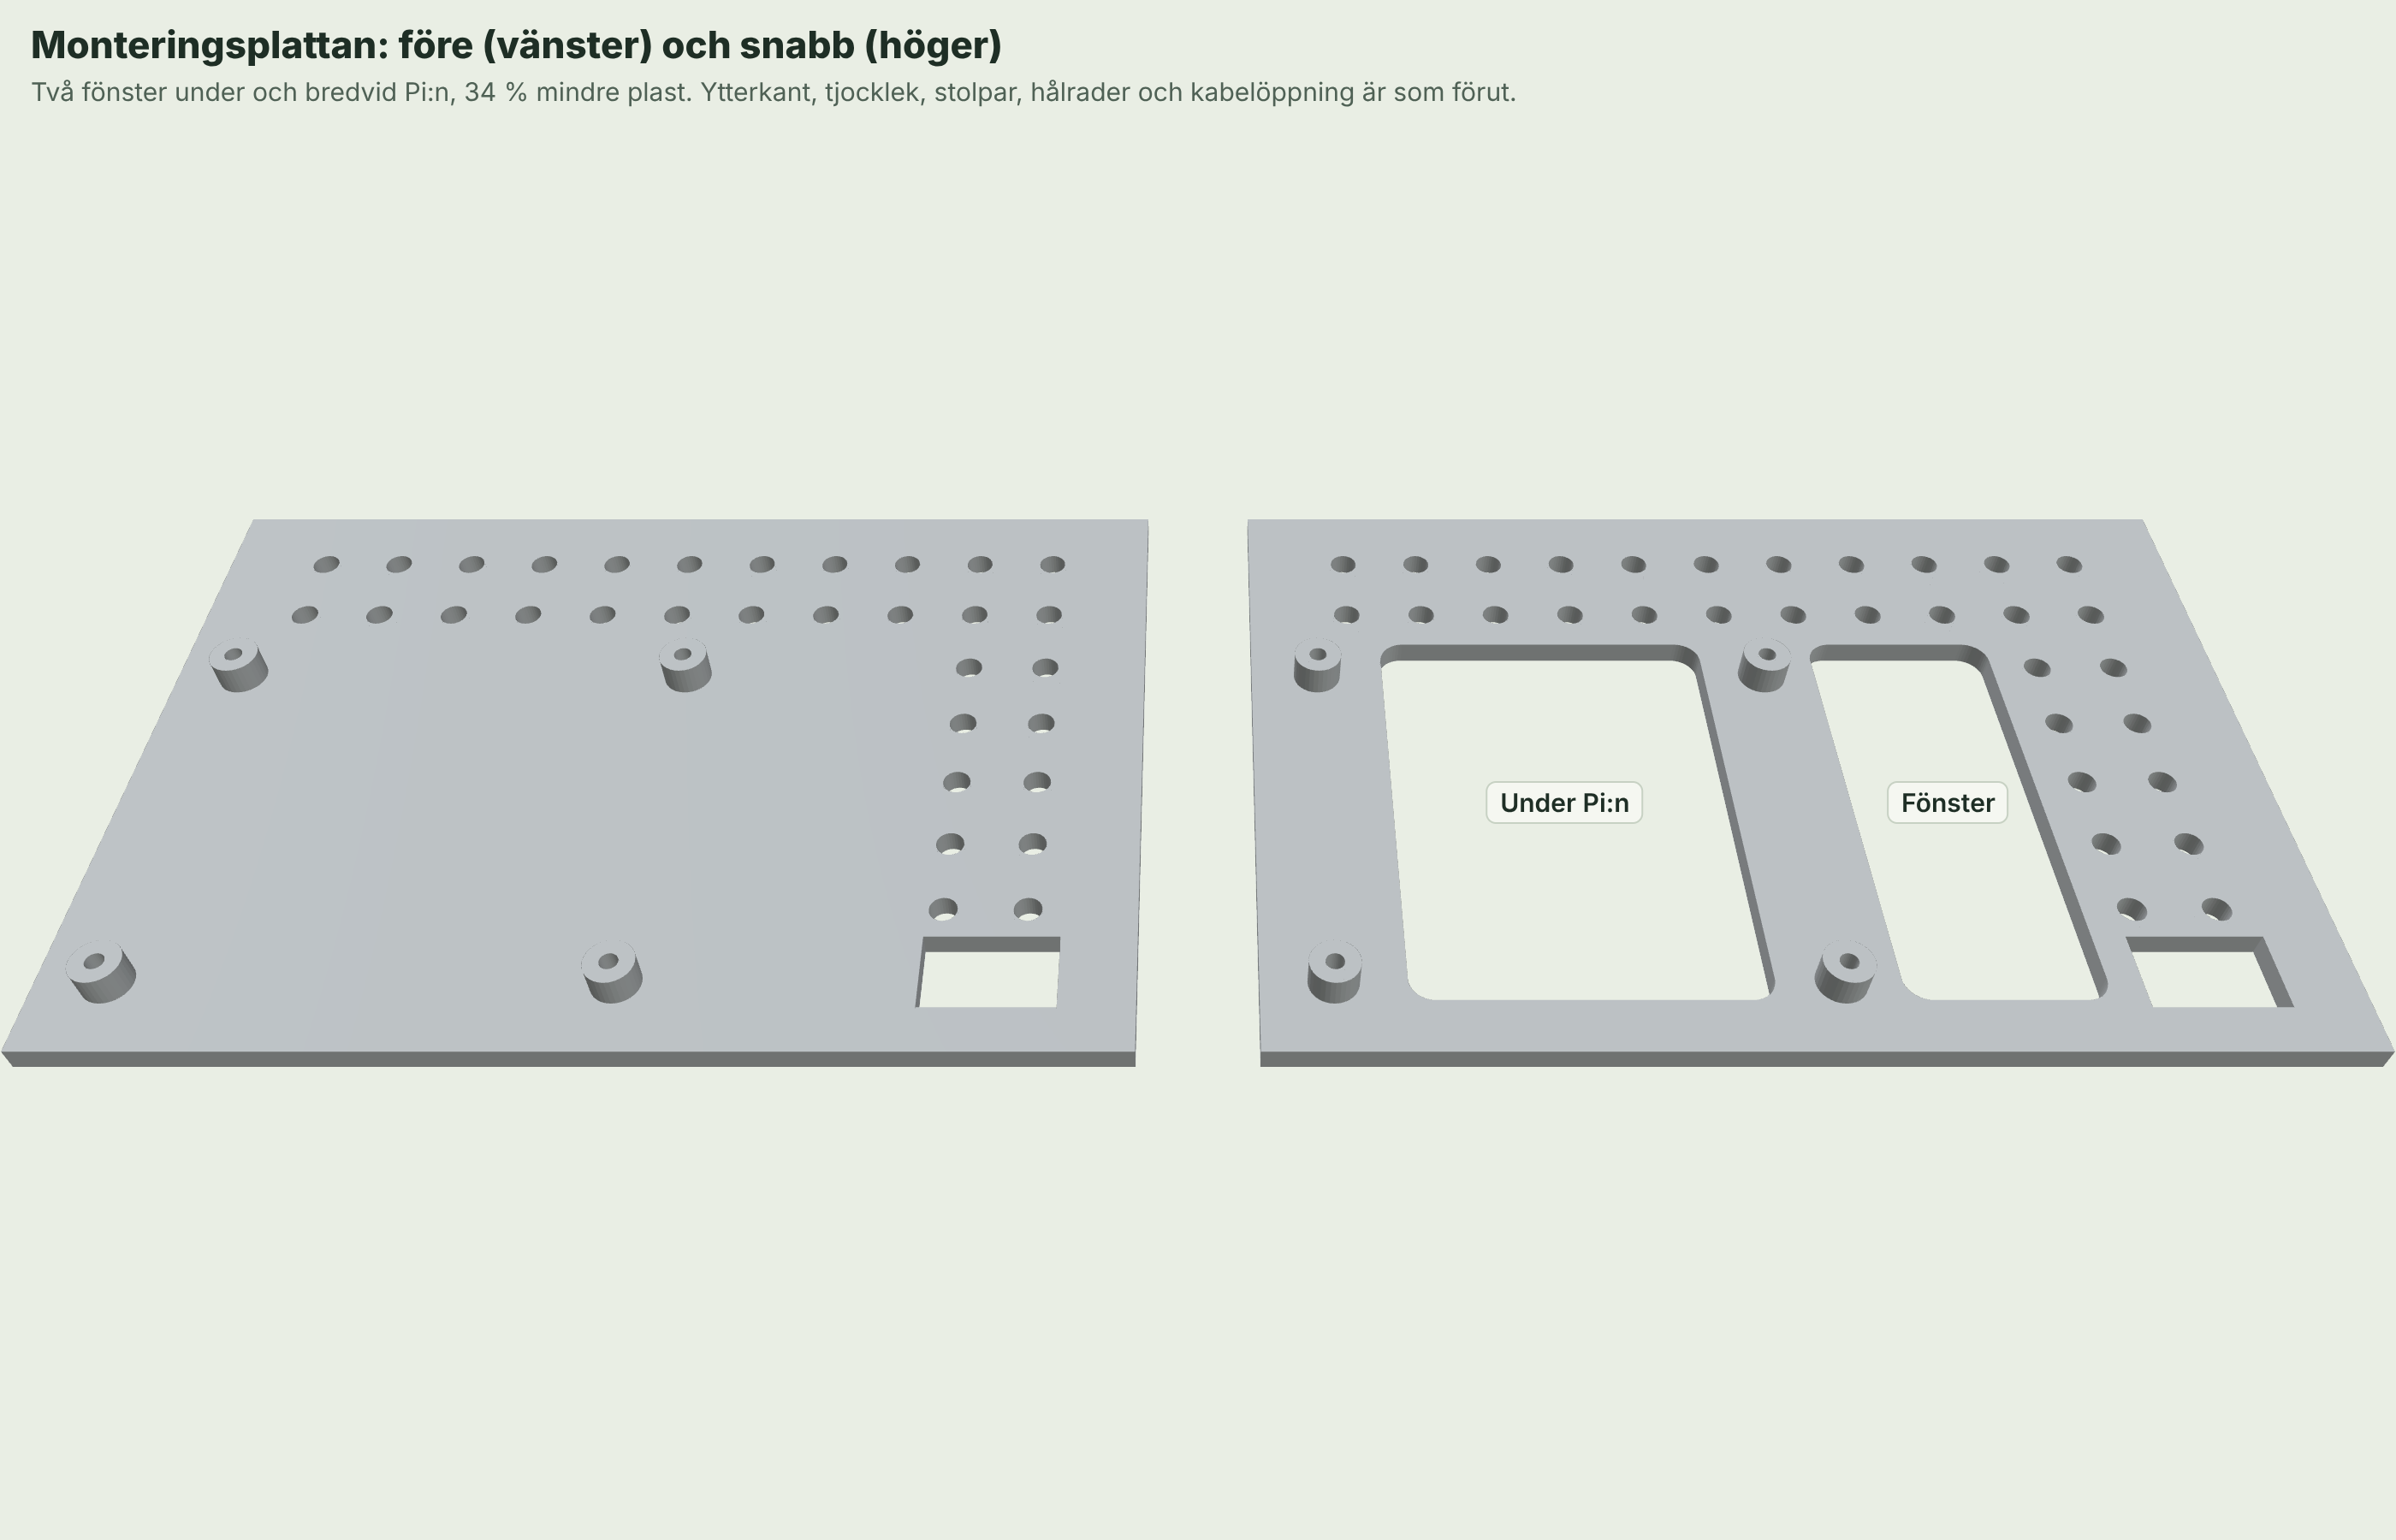 Monteringsplattan: före (vänster) och snabb (höger)
Två fönster under och bredvid Pi:n, 34 % mindre plast. Ytterkant, tjocklek, stolpar, hålrader och kabelöppning är som förut.
Under Pi:n
Fönster